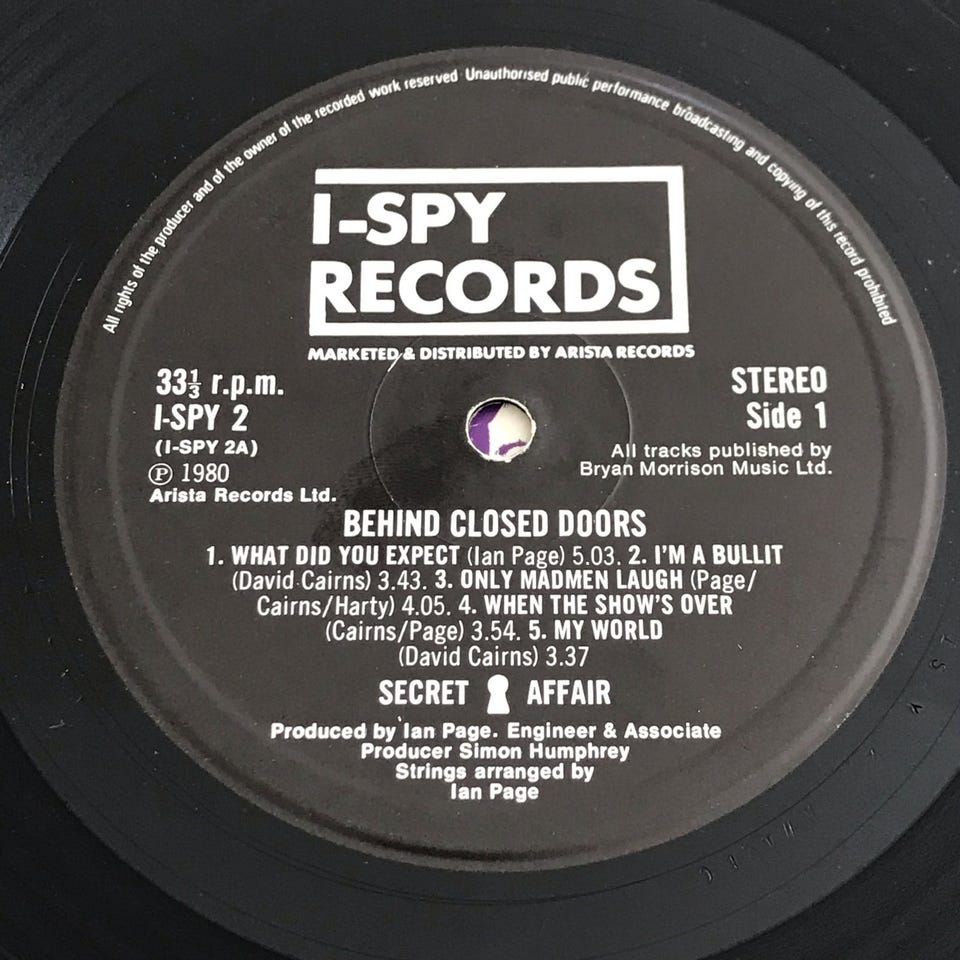 All rights of the producer and of the owner of the recorded work reserved Unauthorised public performance broadcasting and copying of this record prohibited
I-SPY
RECORDS
MARKETED & DISTRIBUTED BY ARISTA RECORDS
33⅓ r.p.m.
I-SPY 2
(I-SPY 2A)
Ⓟ 1980
Arista Records Ltd.
STEREO
Side 1
All tracks published by
Bryan Morrison Music Ltd.
BEHIND CLOSED DOORS
1. WHAT DID YOU EXPECT (Ian Page) 5.03. 2. I'M A BULLIT
(David Cairns) 3.43. 3. ONLY MADMEN LAUGH (Page/
Cairns/Harty) 4.05. 4. WHEN THE SHOW'S OVER
(Cairns/Page) 3.54. 5. MY WORLD
(David Cairns) 3.37
SECRET AFFAIR
Produced by Ian Page. Engineer & Associate
Producer Simon Humphrey
Strings arranged by
Ian Page